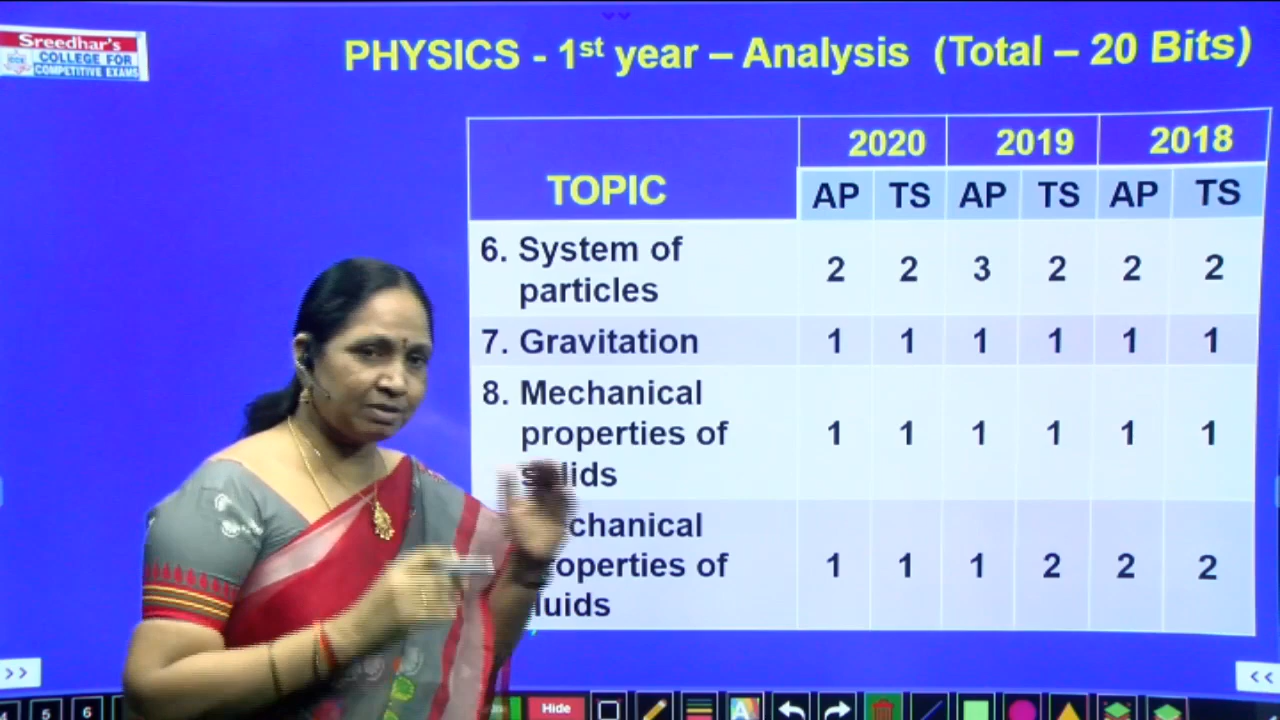 Sreedhar's
CCE
COLLEGE FOR
COMPETITIVE EXAMS
PHYSICS - 1st year – Analysis (Total – 20 Bits)
TOPIC 2020 2019 2018
AP TS AP TS AP TS
6. System of
particles
2 2 3 2 2 2
7. Gravitation 1 1 1 1 1 1
8. Mechanical
properties of
1 1 1 1 1 1
1 1 1 2 2 2
>>
<<
5 6 Hide